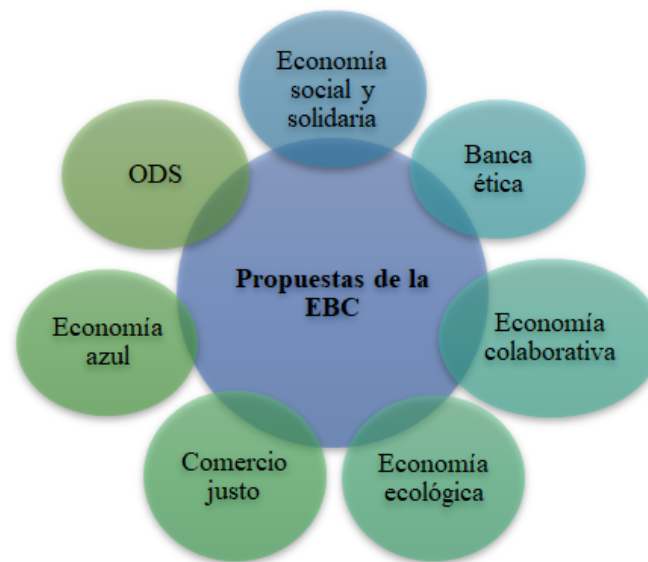 Economía
social y
solidaria
Banca
ética
Economía
colaborativa
Economía
ecológica
Comercio
justo
Economía
azul
ODS
Propuestas de la
EBC